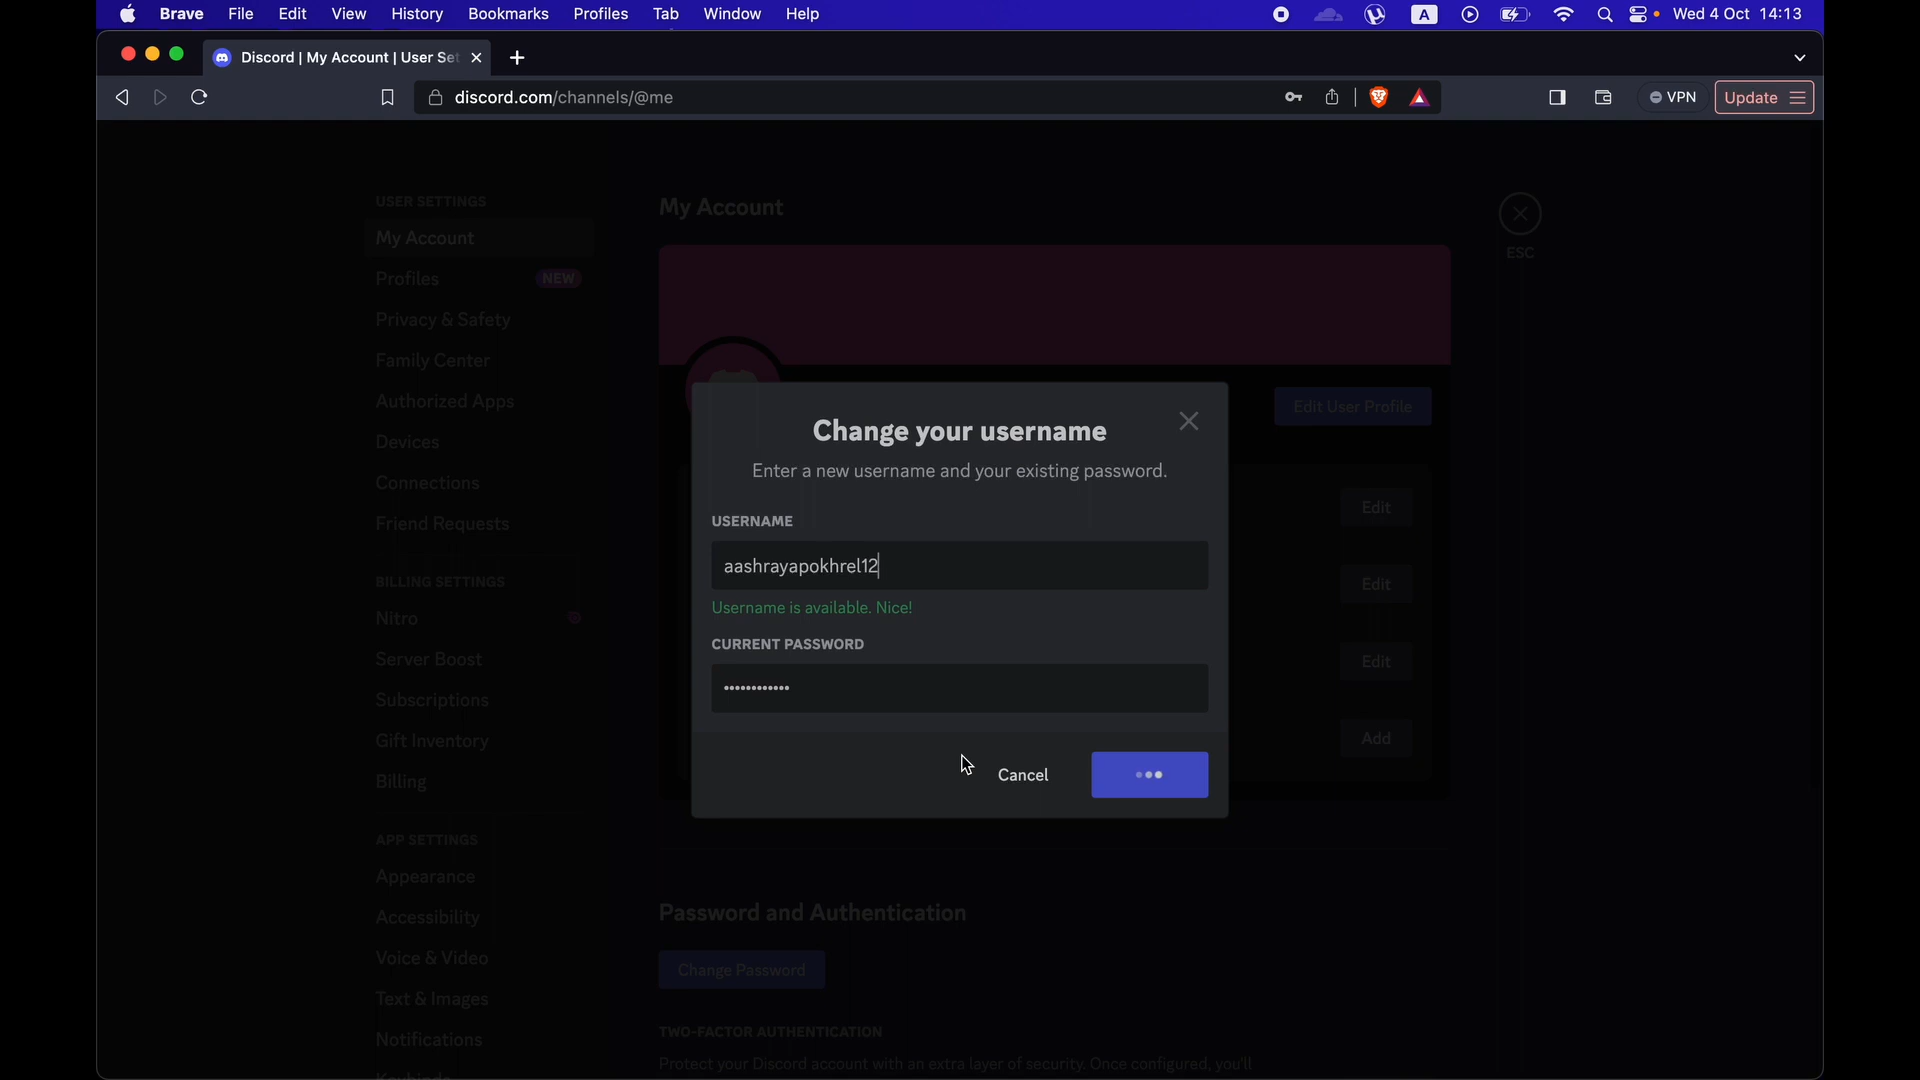 Brave File Edit View History Bookmarks Profiles Tab Window Help A Wed 4 Oct 14:13
Discord | My Account | User Set
discord.com/channels/@me VPN Update
USER SETTINGS
My Account
Profiles NEW
Privacy & Safety
Family Center
Authorized Apps
Devices
Connections
Friend Requests
BILLING SETTINGS
Nitro
Server Boost
Subscriptions
Gift Inventory
Billing
APP SETTINGS
Appearance
Accessibility
Voice & Video
Text & Images
Notifications
My Account
ESC
Edit User Profile
Edit
Edit
Edit
Add
Change your username
Enter a new username and your existing password.
USERNAME
aashrayapokhrel12
Username is available. Nice!
CURRENT PASSWORD
••••••••••••
Cancel
Password and Authentication
Change Password
TWO-FACTOR AUTHENTICATION
Protect your Discord account with an extra layer of security. Once configured, you'll